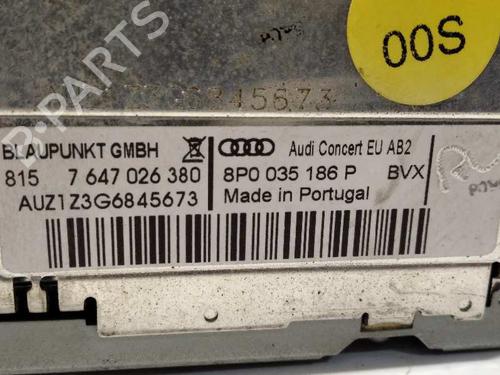 B-PARTS
00S
Z3G6845673
BLAUPUNKT GMBH Audi Concert EU AB2
815 7 647 026 380 8P0 035 186 P BVX
AUZ1Z3G6845673 Made in Portugal